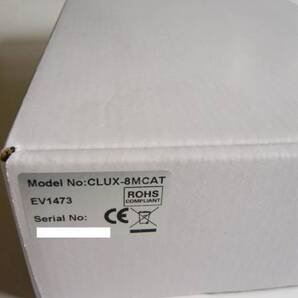 Model No:CLUX-8MCAT
EV1473
ROHS
COMPLIANT
Serial No:
CE